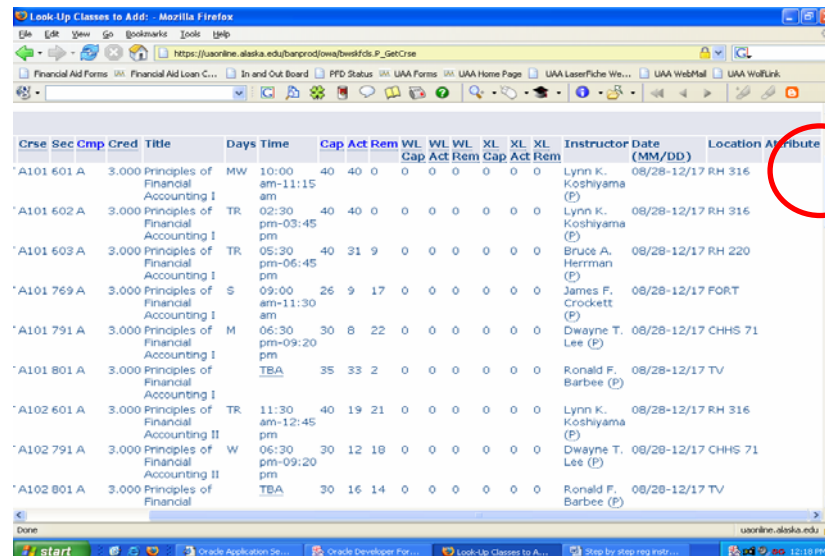 Look-Up Classes to Add: - Mozilla Firefox
File Edit View Go Bookmarks Tools Help
https://uaonline.alaska.edu/banprod/owa/bwskfcls.P_GetCrse
Financial Aid Forms Financial Aid Loan C... In and Out Board PFD Status UAA Forms UAA Home Page UAA LaserFiche We... UAA WebMail UAA WolfLink
Crse Sec Cmp Cred Title Days Time Cap Act Rem WL WL WL XL XL XL Instructor Date Location Attribute
Cap Act Rem Cap Act Rem (MM/DD)
A101 601 A 3.000 Principles of MW 10:00 40 40 0 0 0 0 0 0 0 Lynn K. 08/28-12/17 RH 316
Financial am-11:15 Koshiyama
Accounting I am (P)
A101 602 A 3.000 Principles of TR 02:30 40 40 0 0 0 0 0 0 0 Lynn K. 08/28-12/17 RH 316
Financial pm-03:45 Koshiyama
Accounting I pm (P)
A101 603 A 3.000 Principles of TR 05:30 40 31 9 0 0 0 0 0 0 Bruce A. 08/28-12/17 RH 220
Financial pm-06:45 Herrman
Accounting I pm (P)
A101 769 A 3.000 Principles of S 09:00 26 9 17 0 0 0 0 0 0 James F. 08/28-12/17 FORT
Financial am-11:30 Crockett
Accounting I am (P)
A101 791 A 3.000 Principles of M 06:30 30 8 22 0 0 0 0 0 0 Dwayne T. 08/28-12/17 CHHS 71
Financial pm-09:20 Lee (P)
Accounting I pm
A101 801 A 3.000 Principles of TBA 35 33 2 0 0 0 0 0 0 Ronald F. 08/28-12/17 TV
Financial Barbee (P)
Accounting I
A102 601 A 3.000 Principles of TR 11:30 40 19 21 0 0 0 0 0 0 Lynn K. 08/28-12/17 RH 316
Financial am-12:45 Koshiyama
Accounting II pm (P)
A102 791 A 3.000 Principles of W 06:30 30 12 18 0 0 0 0 0 0 Dwayne T. 08/28-12/17 CHHS 71
Financial pm-09:20 Lee (P)
Accounting II pm
A102 801 A 3.000 Principles of TBA 30 16 14 0 0 0 0 0 0 Ronald F. 08/28-12/17 TV
Financial Barbee (P)
Done uaonline.alaska.edu
start Oracle Application Se... Oracle Developer For... Look-Up Classes to A... Step by step reg instr... 12:18